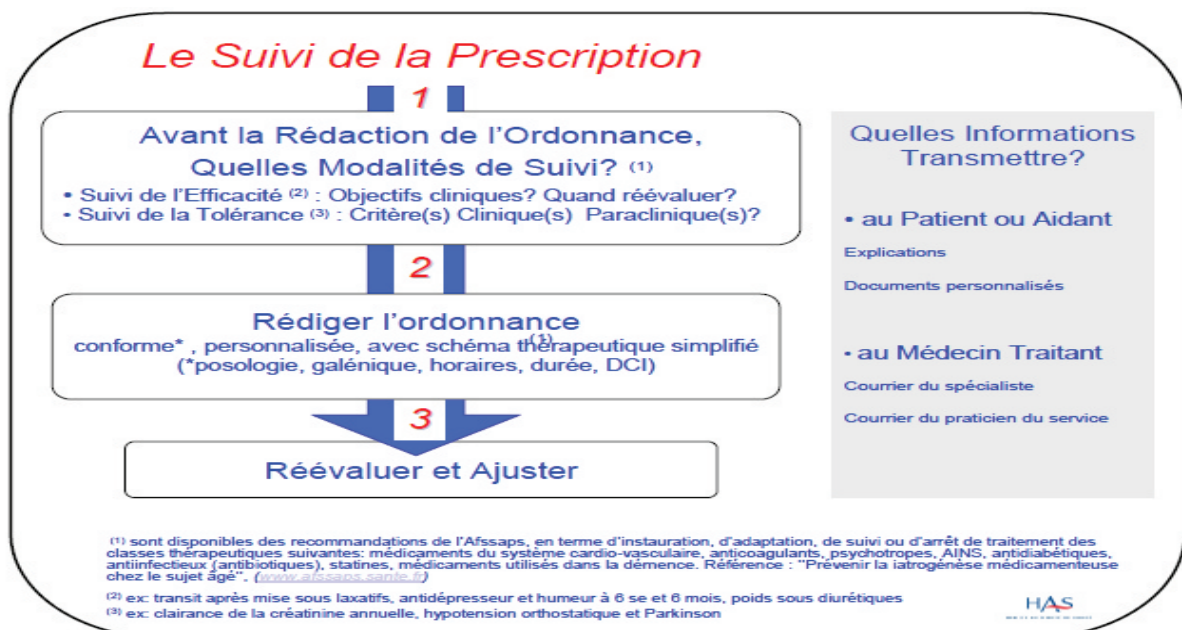 Le Suivi de la Prescription
1
Avant la Rédaction de l'Ordonnance,
Quelles Modalités de Suivi? (1)
• Suivi de l'Efficacité (2) : Objectifs cliniques? Quand réévaluer?
• Suivi de la Tolérance (3) : Critère(s) Clinique(s) Paraclinique(s)?
2
Rédiger l'ordonnance
conforme* , personnalisée, avec schéma thérapeutique simplifié (1)
(*posologie, galénique, horaires, durée, DCI)
3
Réévaluer et Ajuster
Quelles Informations
Transmettre?
• au Patient ou Aidant
Explications
Documents personnalisés
• au Médecin Traitant
Courrier du spécialiste
Courrier du praticien du service
(1) sont disponibles des recommandations de l'Afssaps, en terme d'instauration, d'adaptation, de suivi ou d'arrêt de traitement des
classes thérapeutiques suivantes: médicaments du système cardio-vasculaire, anticoagulants, psychotropes, AINS, antidiabétiques,
antiinfectieux (antibiotiques), statines, médicaments utilisés dans la démence. Référence : "Prévenir la iatrogénèse médicamenteuse
chez le sujet âgé". (www.afssaps.sante.fr)
(2) ex: transit après mise sous laxatifs, antidépresseur et humeur à 6 se et 6 mois, poids sous diurétiques
(3) ex: clairance de la créatinine annuelle, hypotension orthostatique et Parkinson
HAS